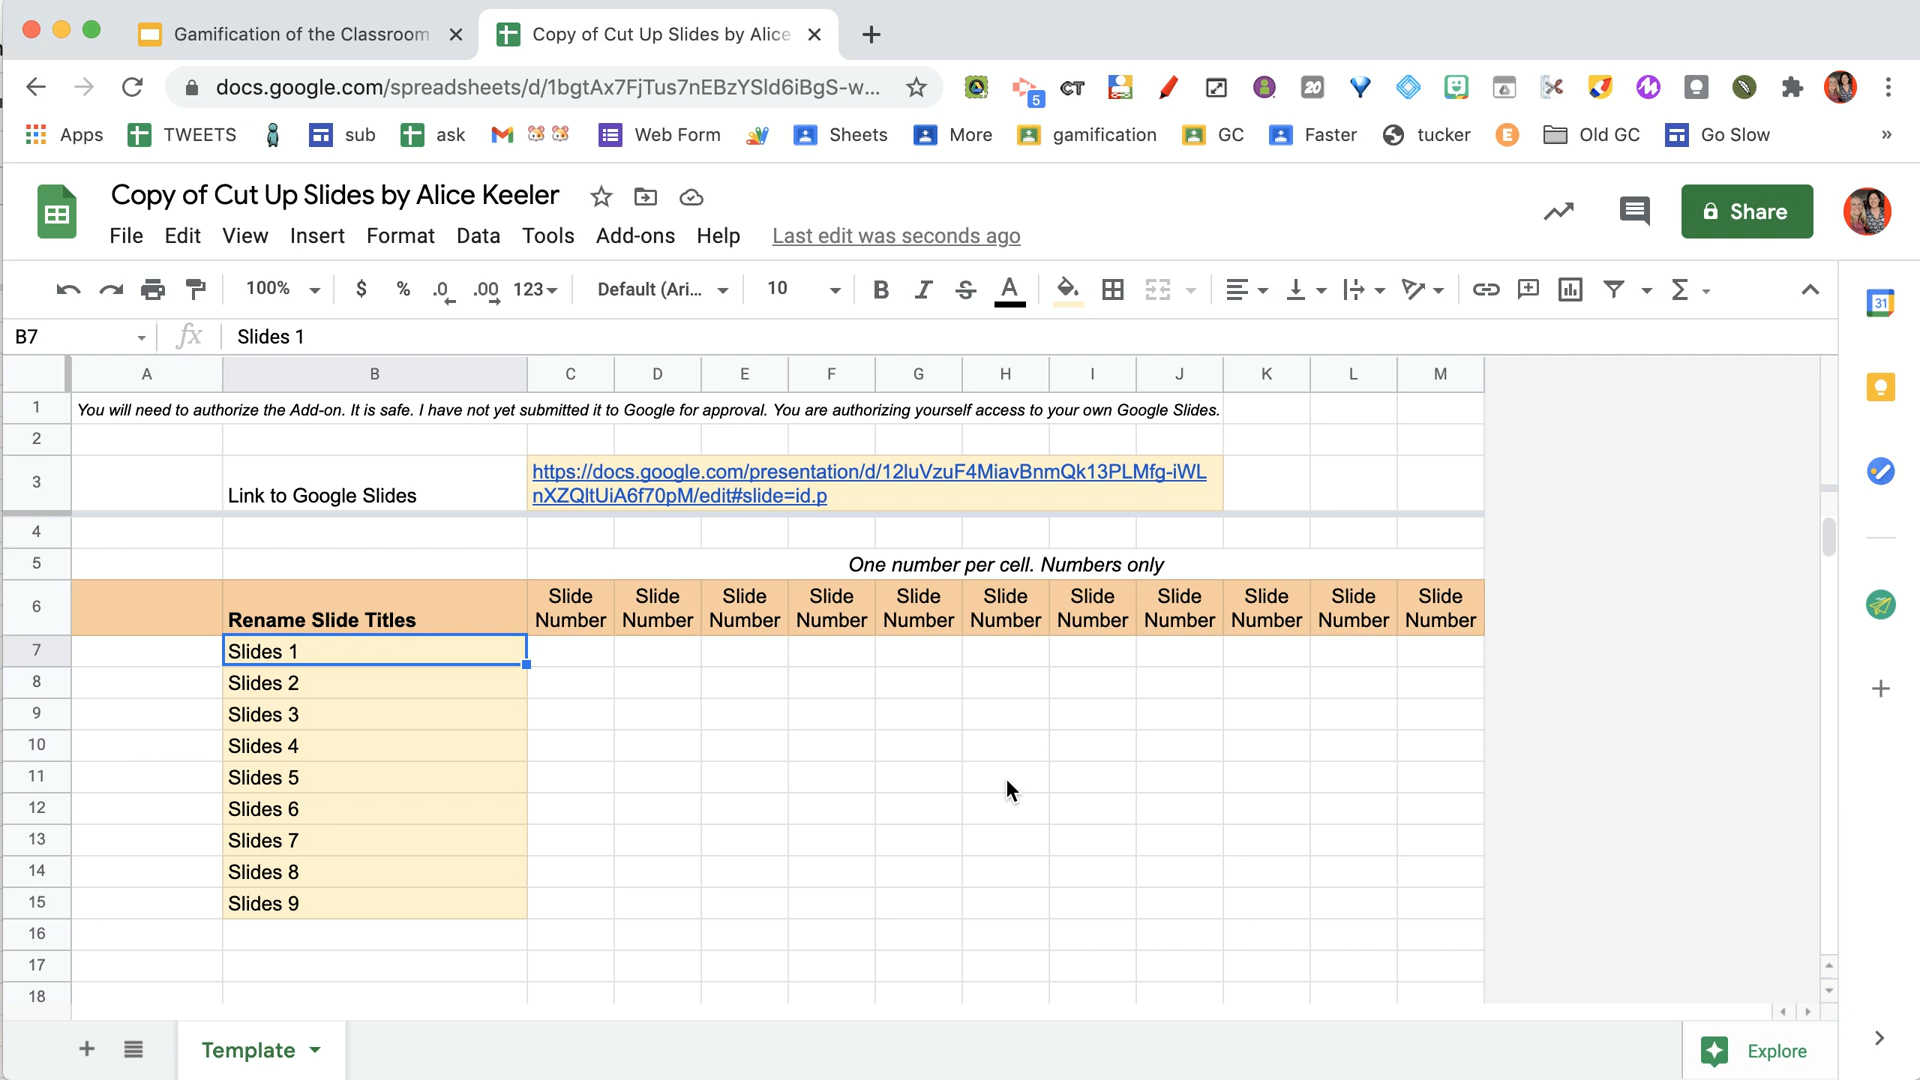 Gamification of the Classroom
Copy of Cut Up Slides by Alice
docs.google.com/spreadsheets/d/1bgtAx7FjTus7nEBzYSld6iBgS-w...
5
CT
20
Apps
TWEETS
sub
ask
Web Form
Sheets
More
gamification
GC
Faster
tucker
E
Old GC
Go Slow
»
Copy of Cut Up Slides by Alice Keeler
Share
File Edit View Insert Format Data Tools Add-ons Help Last edit was seconds ago
100% $ % .0 .00 123 Default (Ari... 10 B I S A Σ
31
B7 fx Slides 1
A B C D E F G H I J K L M
1 You will need to authorize the Add-on. It is safe. I have not yet submitted it to Google for approval. You are authorizing yourself access to your own Google Slides.
2
https://docs.google.com/presentation/d/12luVzuF4MiavBnmQk13PLMfg-iWL
3 Link to Google Slides nXZQltUiA6f70pM/edit#slide=id.p
4
5 One number per cell. Numbers only
Slide Slide Slide Slide Slide Slide Slide Slide Slide Slide Slide
6 Rename Slide Titles Number Number Number Number Number Number Number Number Number Number Number
7 Slides 1
8 Slides 2
9 Slides 3
10 Slides 4
11 Slides 5
12 Slides 6
13 Slides 7
14 Slides 8
15 Slides 9
16
17
18
Template
Explore